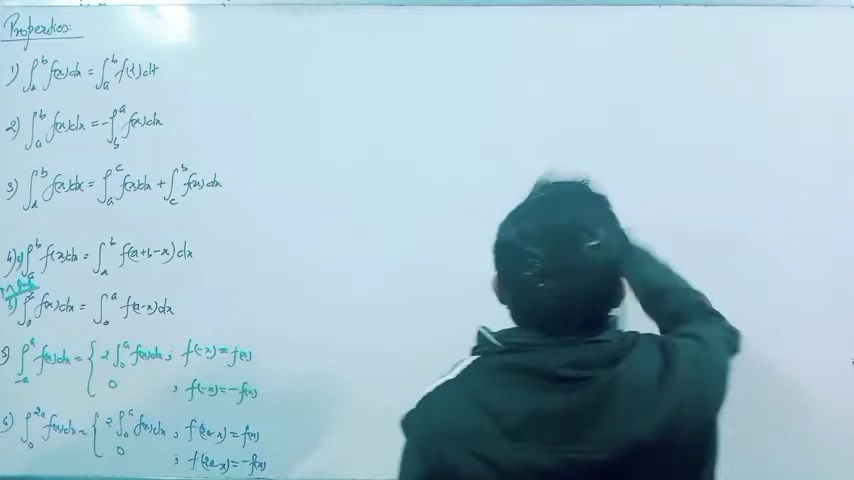 Properties:
1) ∫_a^b f(x)dx = ∫_a^b f(t)dt
2) ∫_a^b f(x)dx = -∫_b^a f(x)dx
3) ∫_a^b f(x)dx = ∫_a^c f(x)dx + ∫_c^b f(x)dx
4) a) ∫_a^b f(x)dx = ∫_a^b f(a+b-x)dx
b) ∫_0^a f(x)dx = ∫_0^a f(a-x)dx
5) ∫_{-a}^a f(x)dx = { 2∫_0^a f(x)dx ; f(-x) = f(x)
0 ; f(-x) = -f(x)
6) ∫_0^{2a} f(x)dx = { 2∫_0^a f(x)dx ; f(2a-x) = f(x)
0 ; f(2a-x) = -f(x)